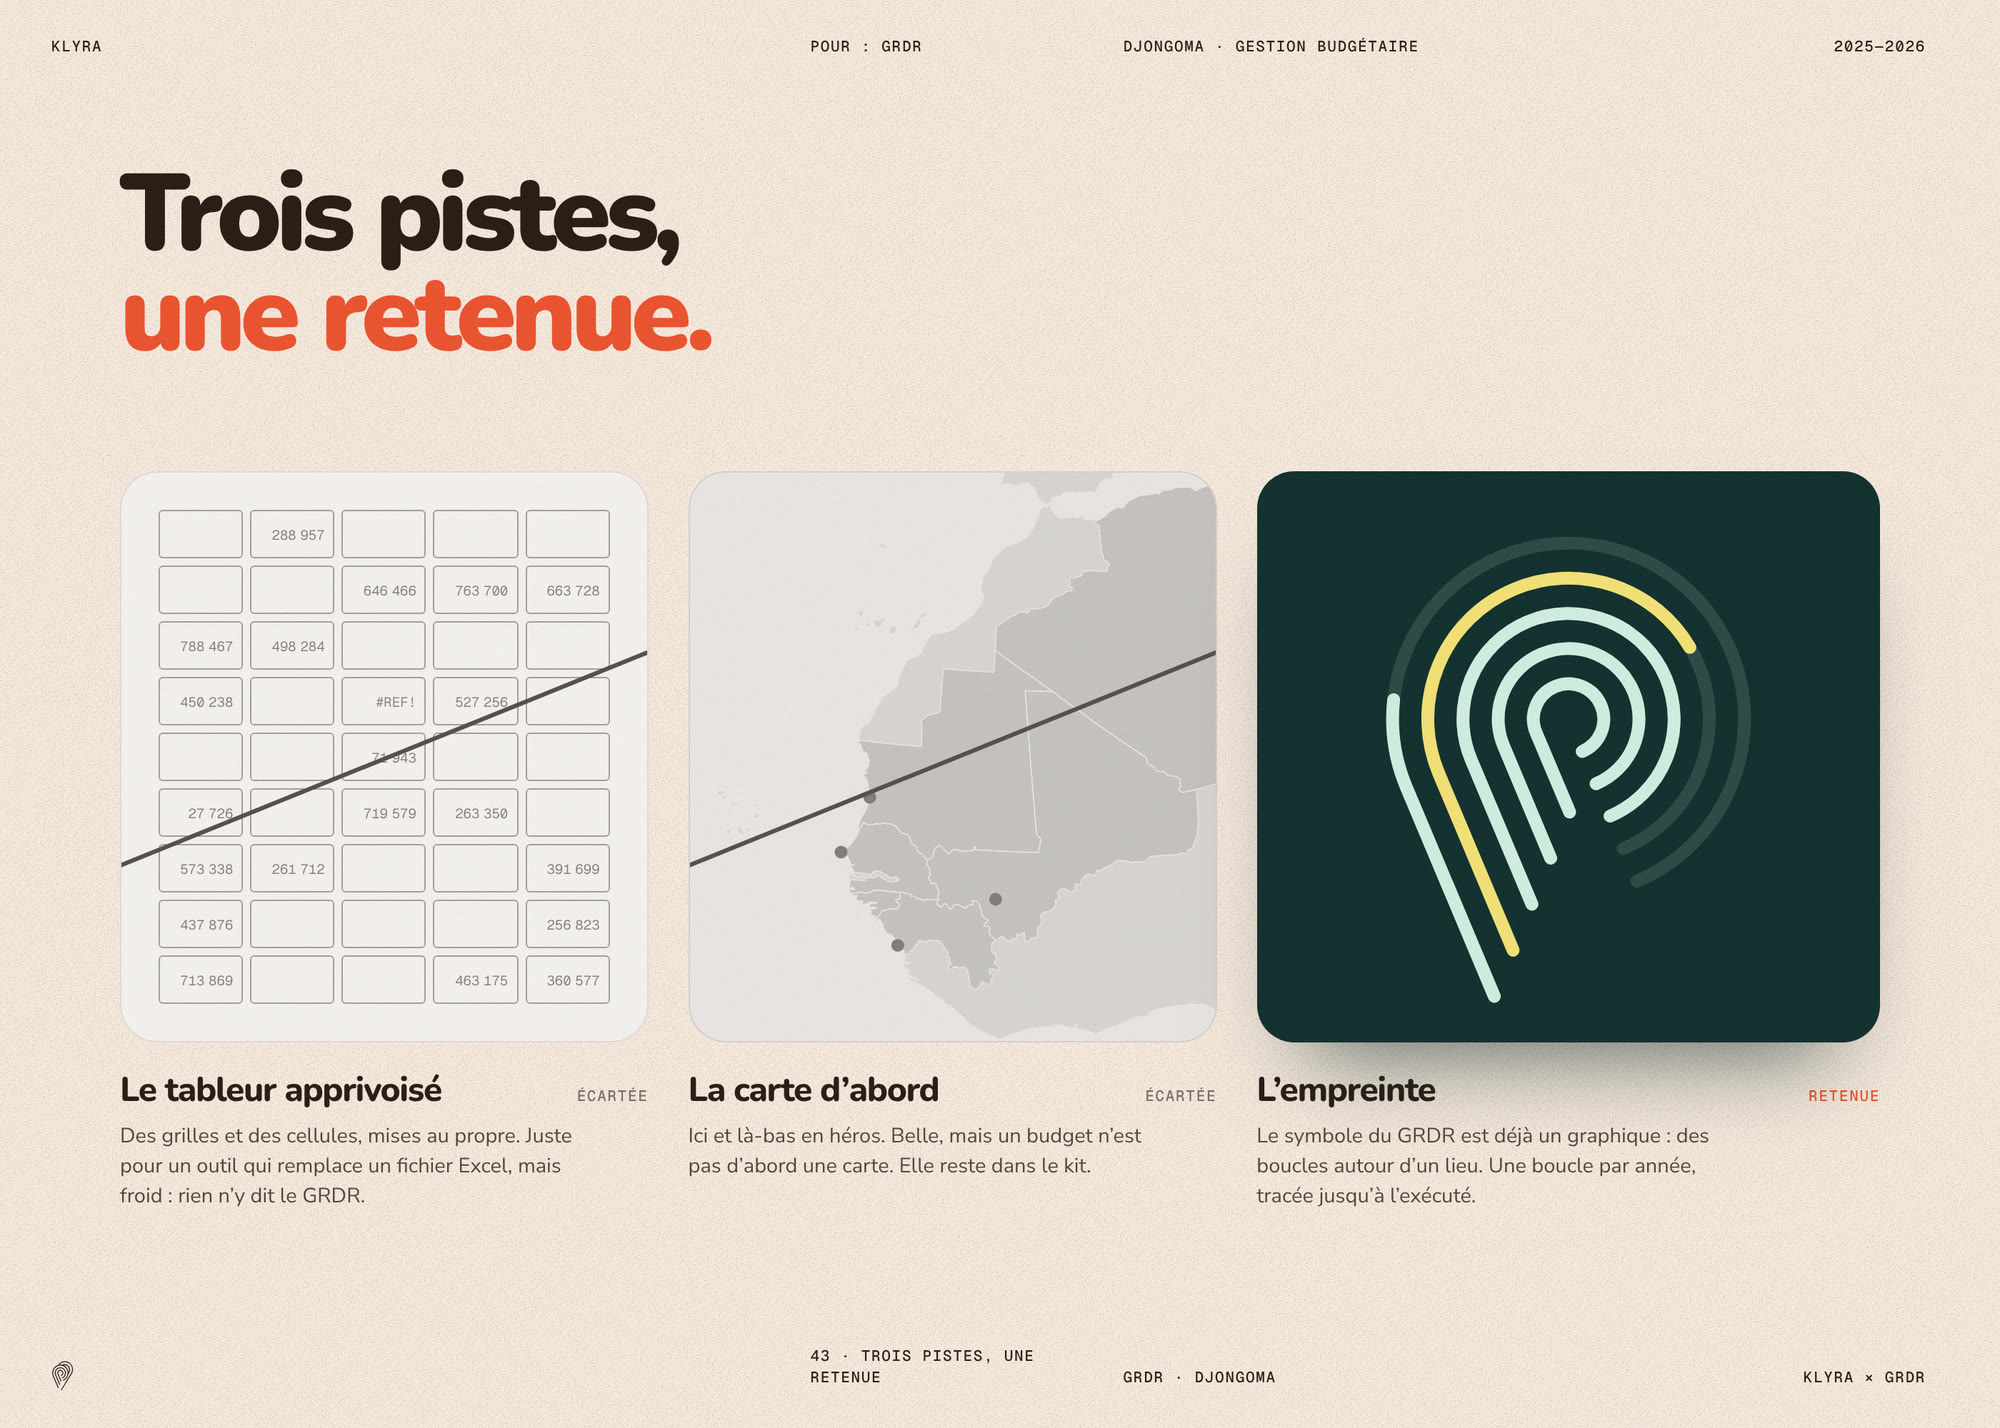 KLYRA
POUR : GRDR
DJONGOMA · GESTION BUDGÉTAIRE
2025–2026
Trois pistes,
une retenue.
288 957
646 466 763 700 663 728
788 467 498 284
450 238 #REF! 527 256
71 943
27 726 719 579 263 350
573 338 261 712 391 699
437 876 256 823
713 869 463 175 360 577
Le tableur apprivoisé
ÉCARTÉE
Des grilles et des cellules, mises au propre. Juste
pour un outil qui remplace un fichier Excel, mais
froid : rien n’y dit le GRDR.
La carte d’abord
ÉCARTÉE
Ici et là-bas en héros. Belle, mais un budget n’est
pas d’abord une carte. Elle reste dans le kit.
L’empreinte
RETENUE
Le symbole du GRDR est déjà un graphique : des
boucles autour d’un lieu. Une boucle par année,
tracée jusqu’à l’exécuté.
43 · TROIS PISTES, UNE
RETENUE
GRDR · DJONGOMA
KLYRA × GRDR